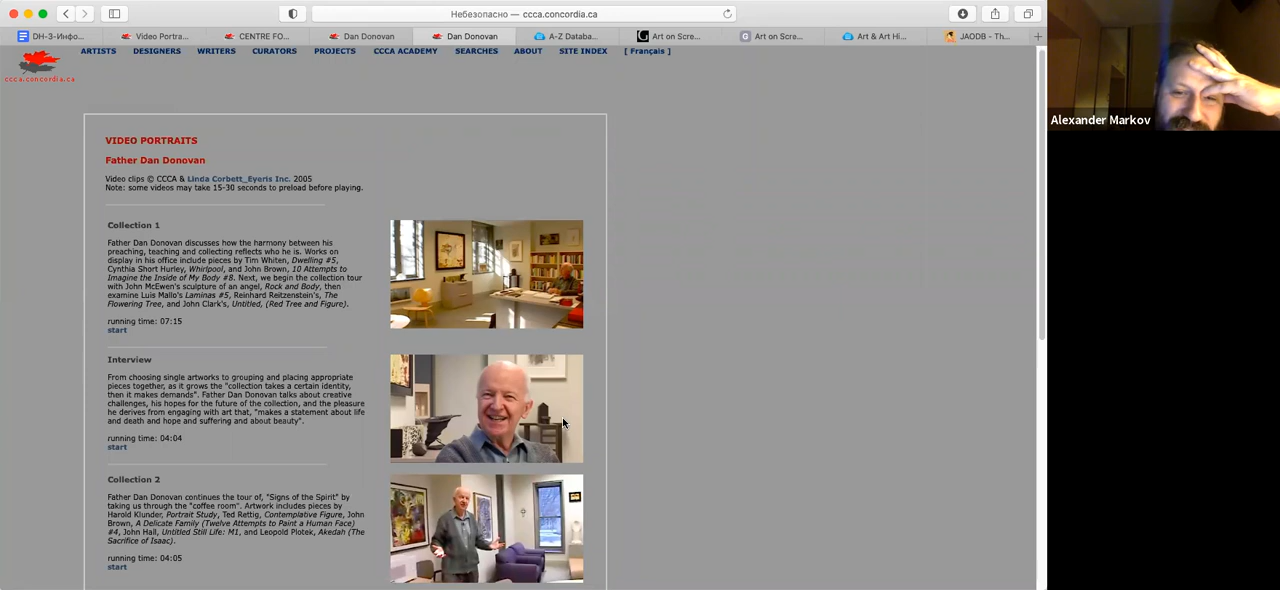 Небезопасно — ccca.concordia.ca
DH-3-Инфо...
Video Portra...
CENTRE FO...
Dan Donovan
Dan Donovan
A-Z Databa...
Art on Scre...
Art on Scre...
Art & Art Hi...
JAODB - Th...
ARTISTS DESIGNERS WRITERS CURATORS PROJECTS CCCA ACADEMY SEARCHES ABOUT SITE INDEX [ Français ]
ccca.concordia.ca
Alexander Markov
VIDEO PORTRAITS
Father Dan Donovan
Video clips © CCCA & Linda Corbett_Eyeris Inc. 2005
Note: some videos may take 15-30 seconds to preload before playing.
Collection 1
Father Dan Donovan discusses how the harmony between his
preaching, teaching and collecting reflects who he is. Works on
display in his office include pieces by Tim Whiten, Dwelling #5,
Cynthia Short Hurley, Whirlpool, and John Brown, 10 Attempts to
Imagine the Inside of My Body #8. Next, we begin the collection tour
with John McEwen's sculpture of an angel, Rock and Body, then
examine Luis Mallo's Laminas #5, Reinhard Reitzenstein's, The
Flowering Tree, and John Clark's, Untitled, (Red Tree and Figure).
running time: 07:15
start
Interview
From choosing single artworks to grouping and placing appropriate
pieces together, as it grows the "collection takes a certain identity,
then it makes demands". Father Dan Donovan talks about creative
challenges, his hopes for the future of the collection, and the pleasure
he derives from engaging with art that, "makes a statement about life
and death and hope and suffering and about beauty".
running time: 04:04
start
Collection 2
Father Dan Donovan continues the tour of, "Signs of the Spirit" by
taking us through the "coffee room". Artwork includes pieces by
Harold Klunder, Portrait Study, Ted Rettig, Contemplative Figure, John
Brown, A Delicate Family (Twelve Attempts to Paint a Human Face)
#4, John Hall, Untitled Still Life: M1, and Leopold Plotek, Akedah (The
Sacrifice of Isaac).
running time: 04:05
start